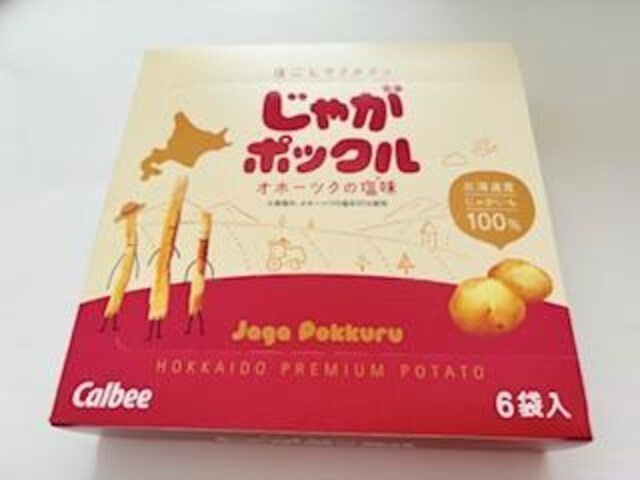 じゃが
ポックル
オホーツクの塩味
北海道産
じゃがいも
100%
Jaga Pokkuru
HOKKAIDO PREMIUM POTATO
Calbee
6袋入